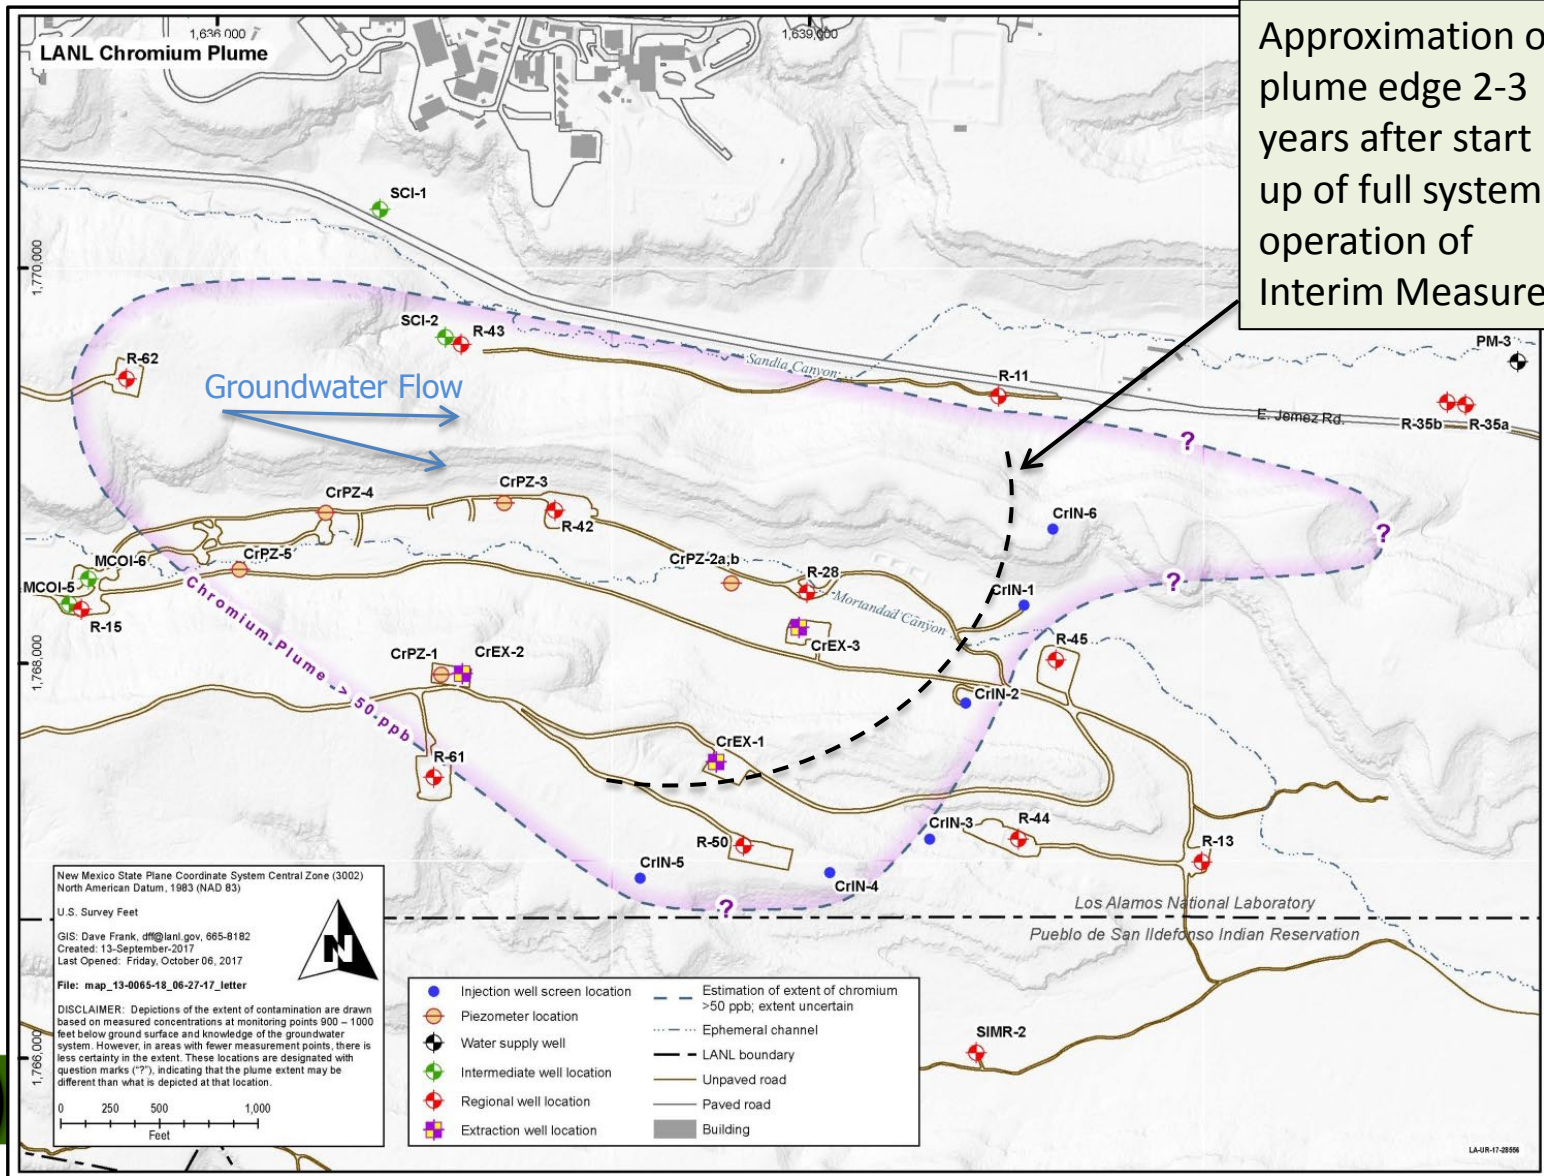 LANL Chromium Plume
1,636,000
1,639,000
Approximation o
plume edge 2-3
years after start
up of full system
operation of
Interim Measure
SCI-1
1,770,000
SCI-2
R-43
R-62
PM-3
Sandia Canyon
R-11
Groundwater Flow
E. Jemez Rd.
R-35b
R-35a
?
CrPZ-4
CrPZ-3
R-42
CrIN-6
?
MCOI-6
CrPZ-5
CrPZ-2a,b
R-28
?
MCOI-5
CrIN-1
R-15
Chromium Plume > 50 ppb
Mortandad Canyon
CrEX-3
R-45
1,768,000
CrPZ-1
CrEX-2
CrIN-2
R-61
CrEX-1
CrIN-3
R-44
R-50
R-13
CrIN-5
CrIN-4
?
Los Alamos National Laboratory
Pueblo de San Ildefonso Indian Reservation
New Mexico State Plane Coordinate System Central Zone (3002)
North American Datum, 1983 (NAD 83)
U.S. Survey Feet
GIS: Dave Frank, dff@lanl.gov, 665-8182
Created: 13-September-2017
Last Opened: Friday, October 06, 2017
N
File: map_13-0065-18_06-27-17_letter
DISCLAIMER: Depictions of the extent of contamination are drawn
based on measured concentrations at monitoring points 900 – 1000
feet below ground surface and knowledge of the groundwater
system. However, in areas with fewer measurement points, there is
less certainty in the extent. These locations are designated with
question marks ("?"), indicating that the plume extent may be
different than what is depicted at that location.
0 250 500 1,000
Feet
1,766,000
Injection well screen location
Piezometer location
Water supply well
Intermediate well location
Regional well location
Extraction well location
Estimation of extent of chromium
>50 ppb; extent uncertain
Ephemeral channel
LANL boundary
Unpaved road
Paved road
Building
SIMR-2
LA-UR-17-28556